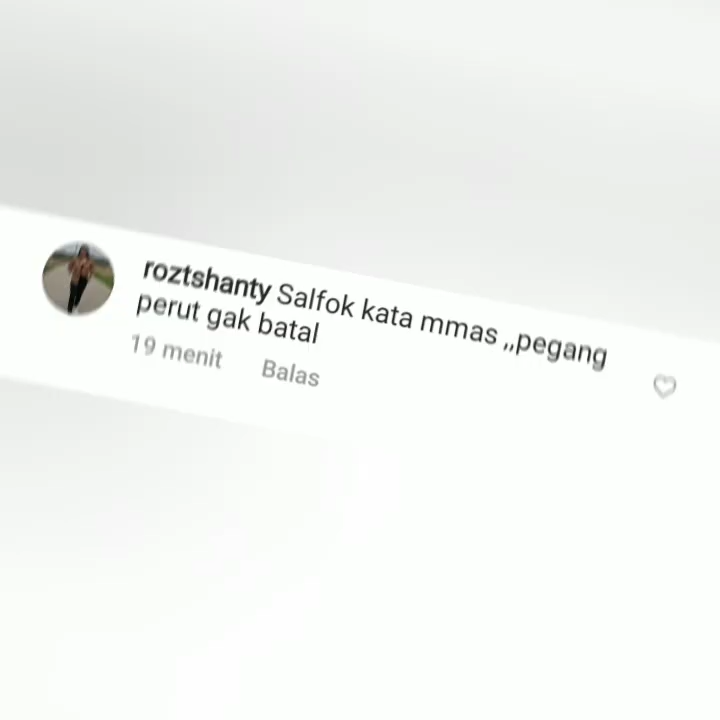 roztshanty Salfok kata mmas ,,pegang
perut gak batal
19 menit Balas